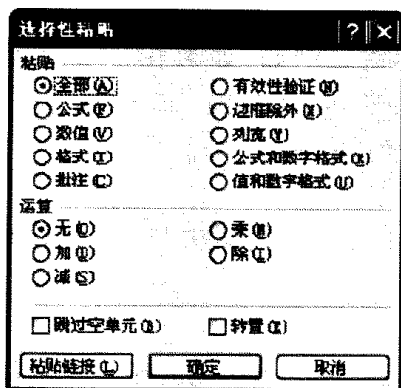 选择性粘贴
粘贴
全部(A) 有效性验证(N)
公式(F) 边框除外(X)
数值(V) 列宽(W)
格式(T) 公式和数字格式(R)
批注(C) 值和数字格式(U)
运算
无(O) 乘(M)
加(D) 除(I)
减(S)
跳过空单元(B) 转置(E)
粘贴链接(L) 确定 取消